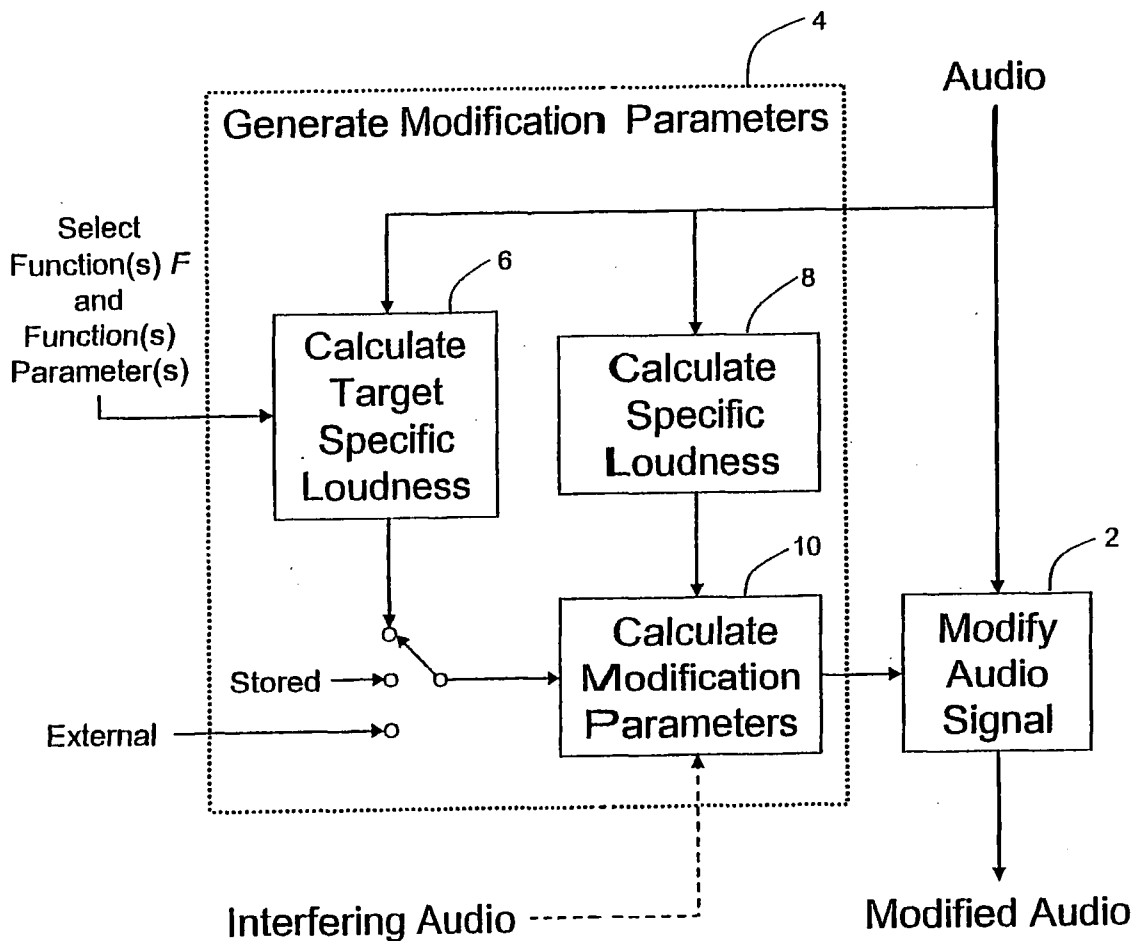 4
Audio
Generate Modification Parameters
Select
Function(s) F
and
Function(s)
Parameter(s)
6
Calculate
Target
Specific
Loudness
8
Calculate
Specific
Loudness
10
Calculate
Modification
Parameters
2
Modify
Audio
Signal
Stored
External
Interfering Audio
Modified Audio